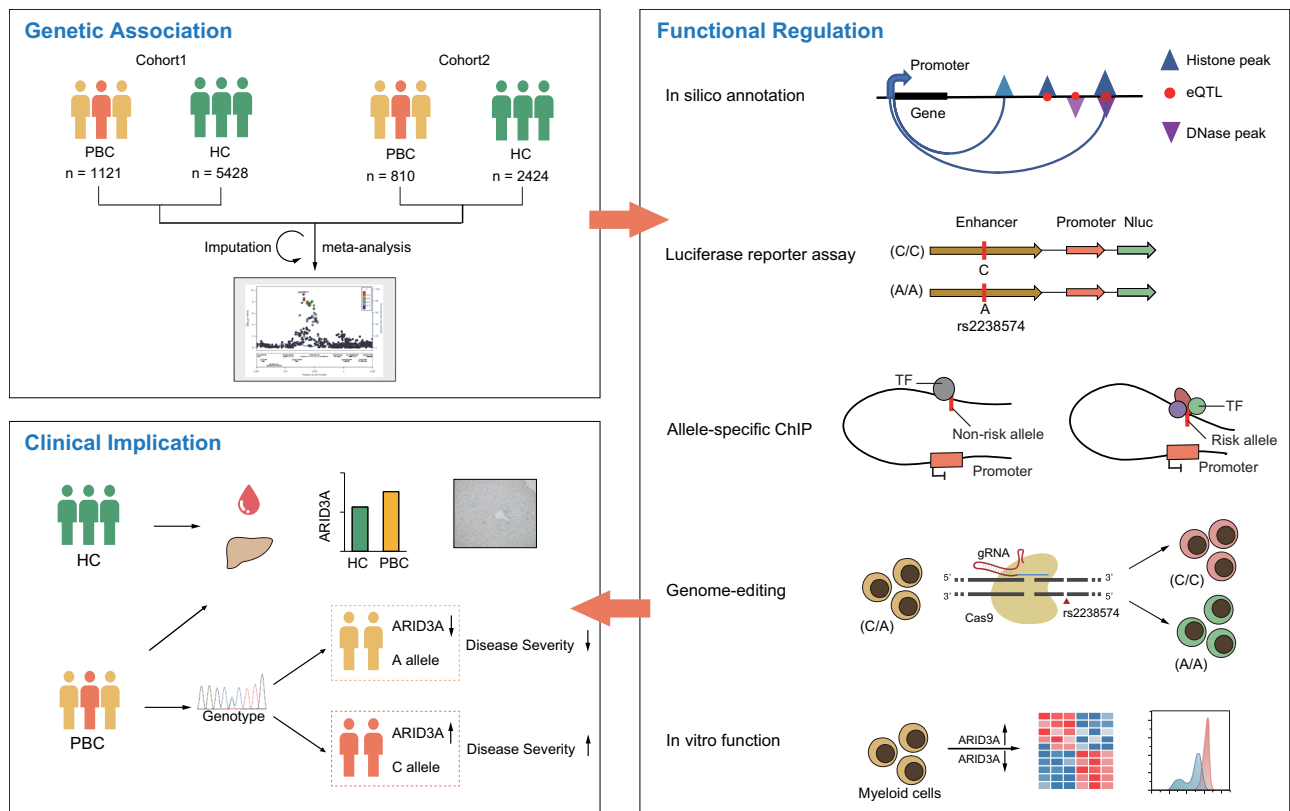 Genetic Association
Cohort1
Cohort2
PBC
HC
PBC
HC
n = 1121
n = 5428
n = 810
n = 2424
Imputation
meta-analysis
Functional Regulation
In silico annotation
Promoter
Gene
Histone peak
eQTL
DNase peak
Luciferase reporter assay
Enhancer
Promoter
Nluc
(C/C)
C
(A/A)
A
rs2238574
Allele-specific ChIP
TF
Non-risk allele
Promoter
TF
Risk allele
Promoter
Genome-editing
(C/A)
gRNA
5'
3'
3'
5'
Cas9
rs2238574
(C/C)
(A/A)
In vitro function
Myeloid cells
ARID3A
ARID3A
Clinical Implication
HC
ARID3A
HC
PBC
PBC
Genotype
ARID3A
A allele
Disease Severity
ARID3A
C allele
Disease Severity